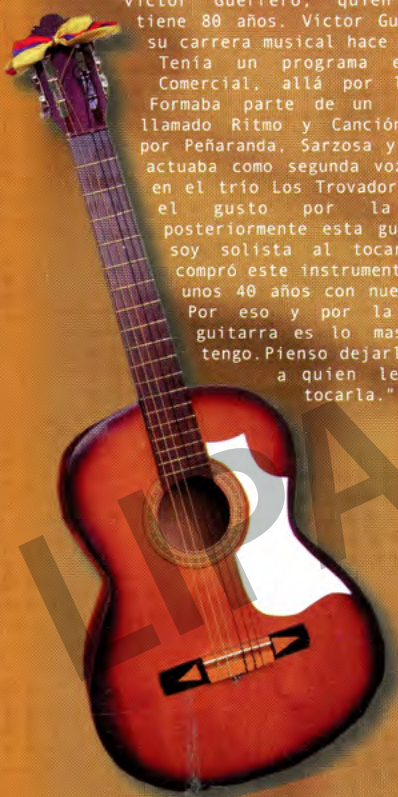 Víctor Guerrero, quien
tiene 80 años. Víctor Gu
su carrera musical hace
Tenía un programa e
Comercial, allá por l
Formaba parte de un
llamado Ritmo y Canción
por Peñaranda, Sarzosa y
actuaba como segunda voz
en el trío Los Trovador
el gusto por la
posteriormente esta gu
soy solista al tocar
compró este instrument
unos 40 años con nue
Por eso y por la
guitarra es lo mas
tengo.Pienso dejarl
a quien le
tocarla."
LIPA